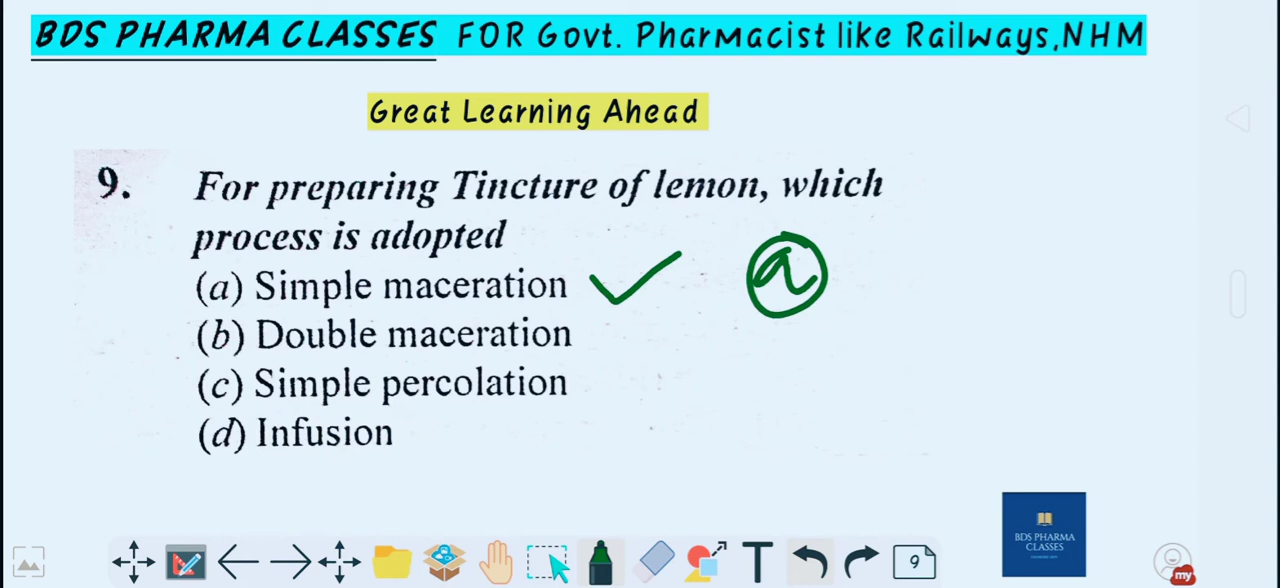 BDS PHARMA CLASSES FOR Govt. Pharmacist like Railways,NHM
Great Learning Ahead
9. For preparing Tincture of lemon, which
process is adopted
(a) Simple maceration
a
(b) Double maceration
(c) Simple percolation
(d) Infusion
BDS PHARMA
CLASSES
T
9
my